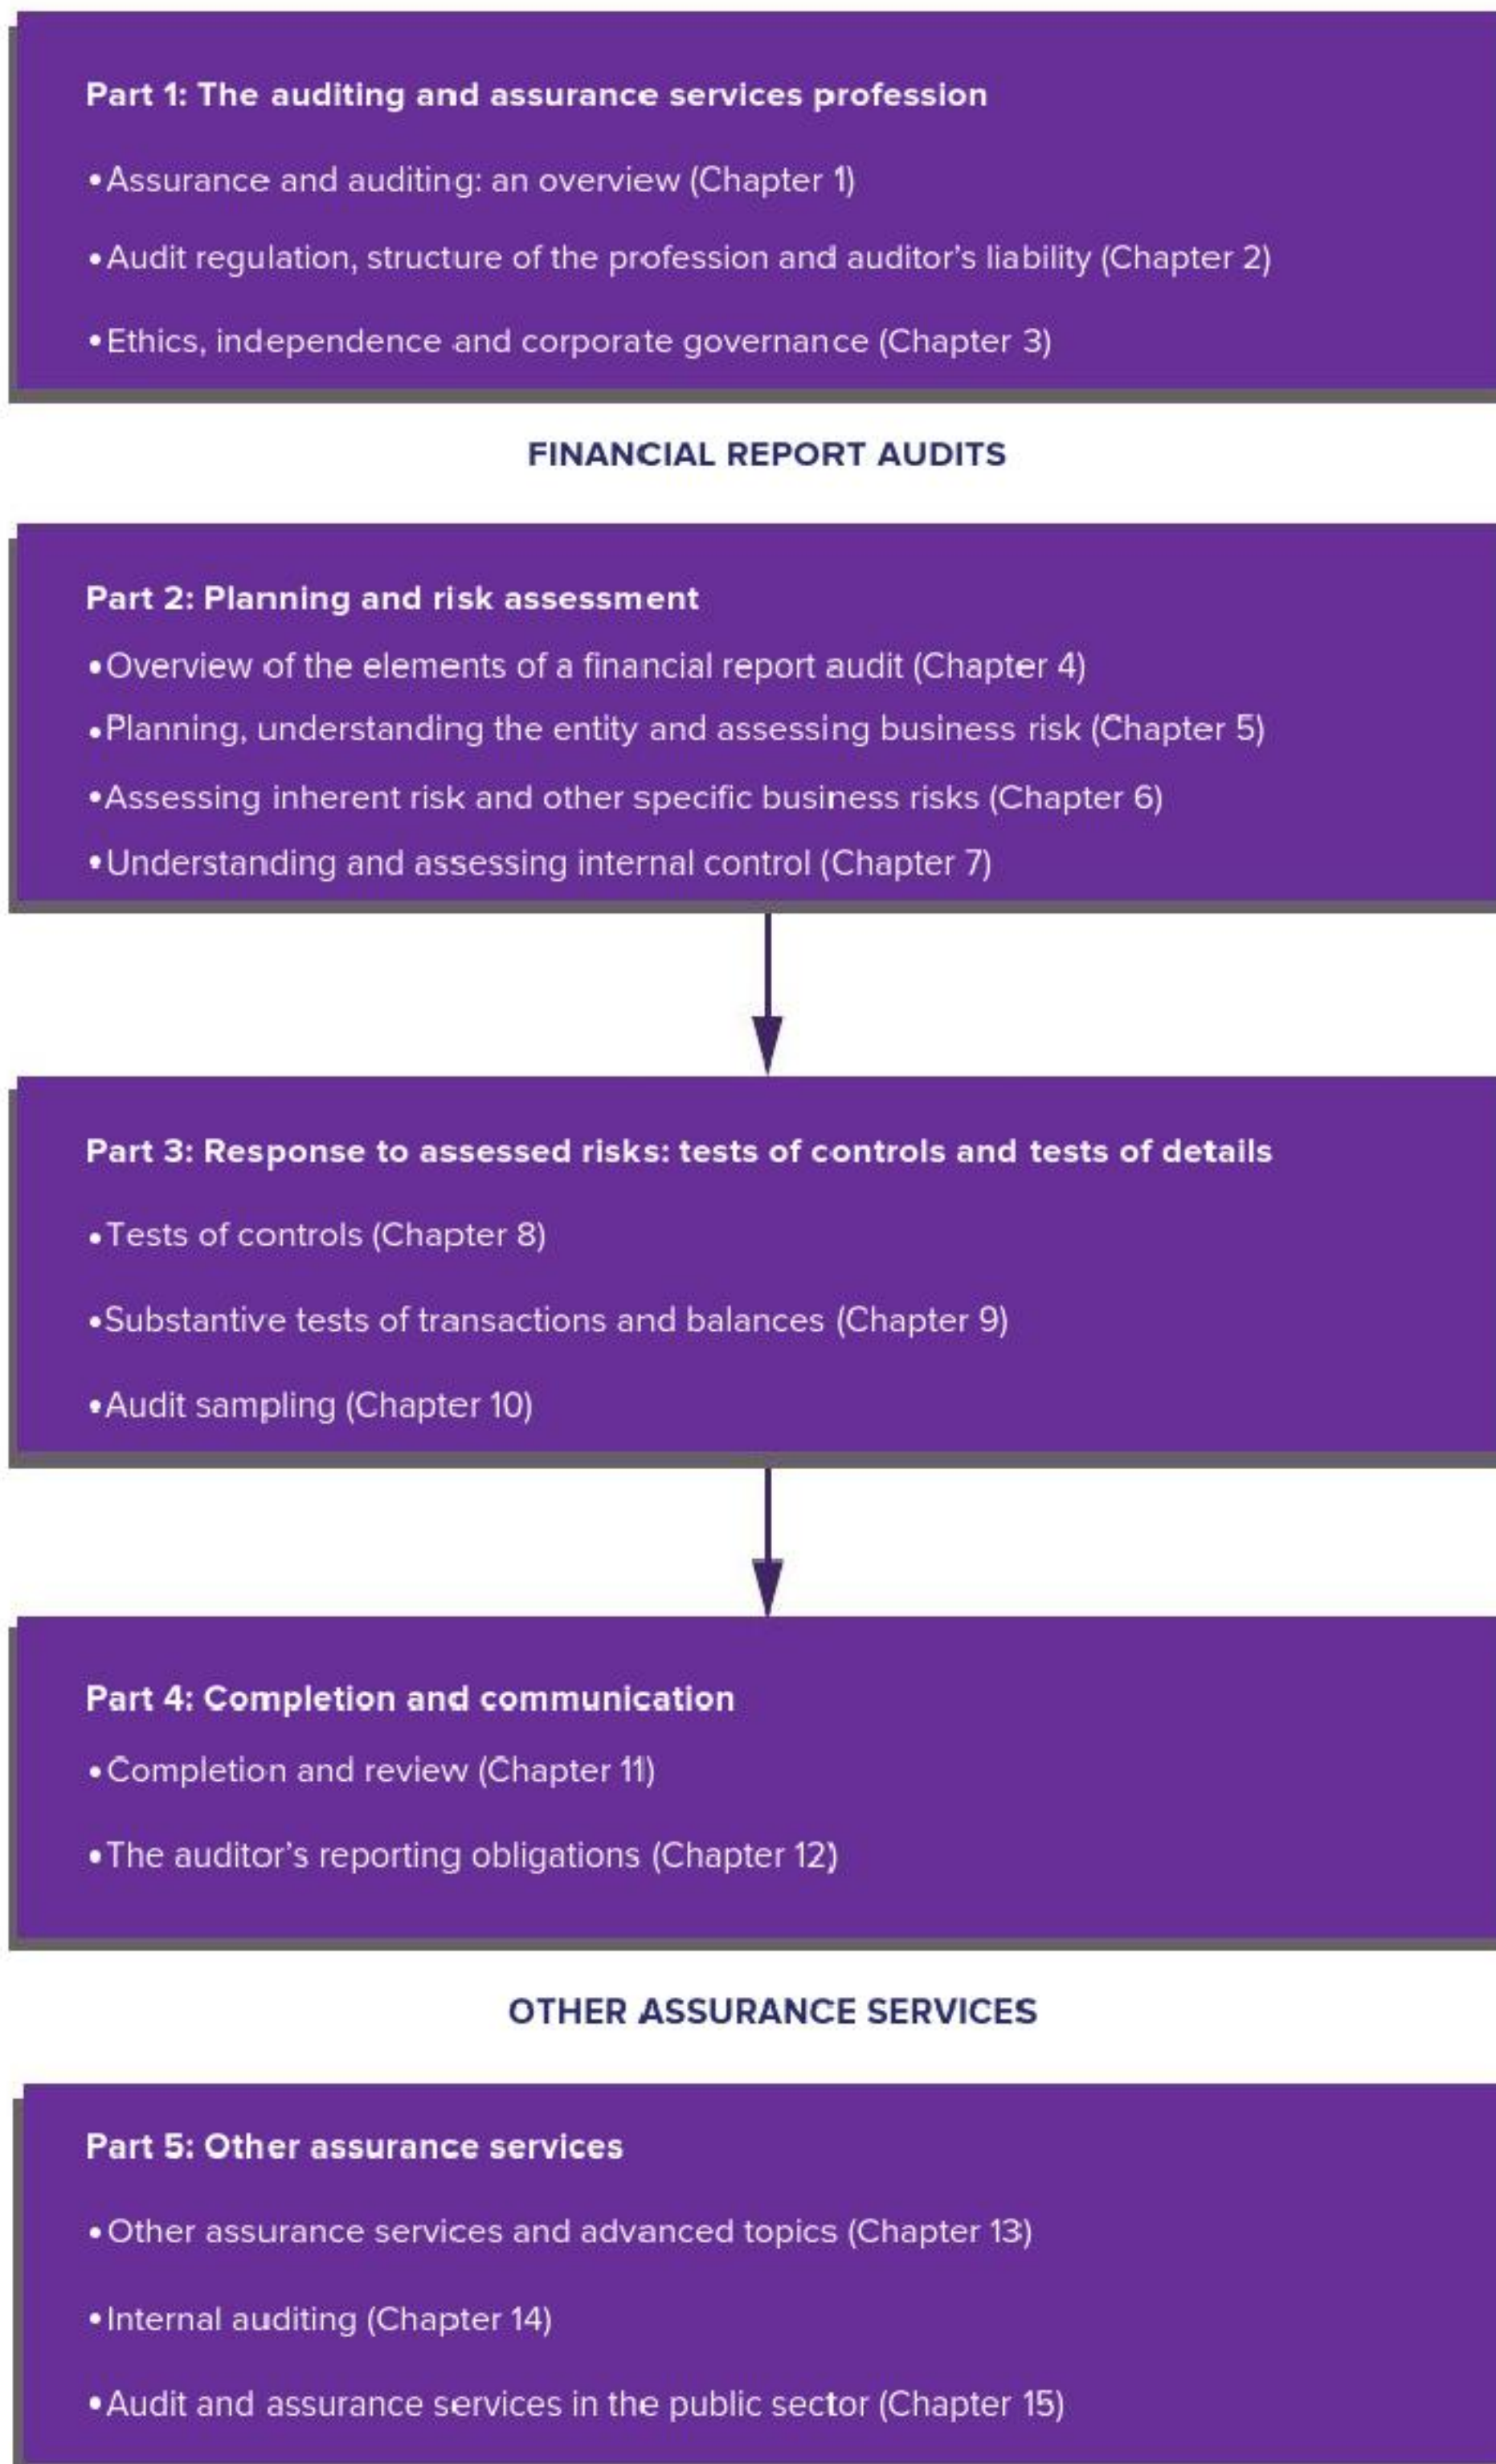 Part 1: The auditing and assurance services profession
•Assurance and auditing: an overview (Chapter 1)
•Audit regulation, structure of the profession and auditor’s liability (Chapter 2)
•Ethics, independence and corporate governance (Chapter 3)
FINANCIAL REPORT AUDITS
Part 2: Planning and risk assessment
•Overview of the elements of a financial report audit (Chapter 4)
•Planning, understanding the entity and assessing business risk (Chapter 5)
•Assessing inherent risk and other specific business risks (Chapter 6)
•Understanding and assessing internal control (Chapter 7)
Part 3: Response to assessed risks: tests of controls and tests of details
•Tests of controls (Chapter 8)
•Substantive tests of transactions and balances (Chapter 9)
•Audit sampling (Chapter 10)
Part 4: Completion and communication
•Completion and review (Chapter 11)
•The auditor’s reporting obligations (Chapter 12)
OTHER ASSURANCE SERVICES
Part 5: Other assurance services
•Other assurance services and advanced topics (Chapter 13)
•Internal auditing (Chapter 14)
•Audit and assurance services in the public sector (Chapter 15)